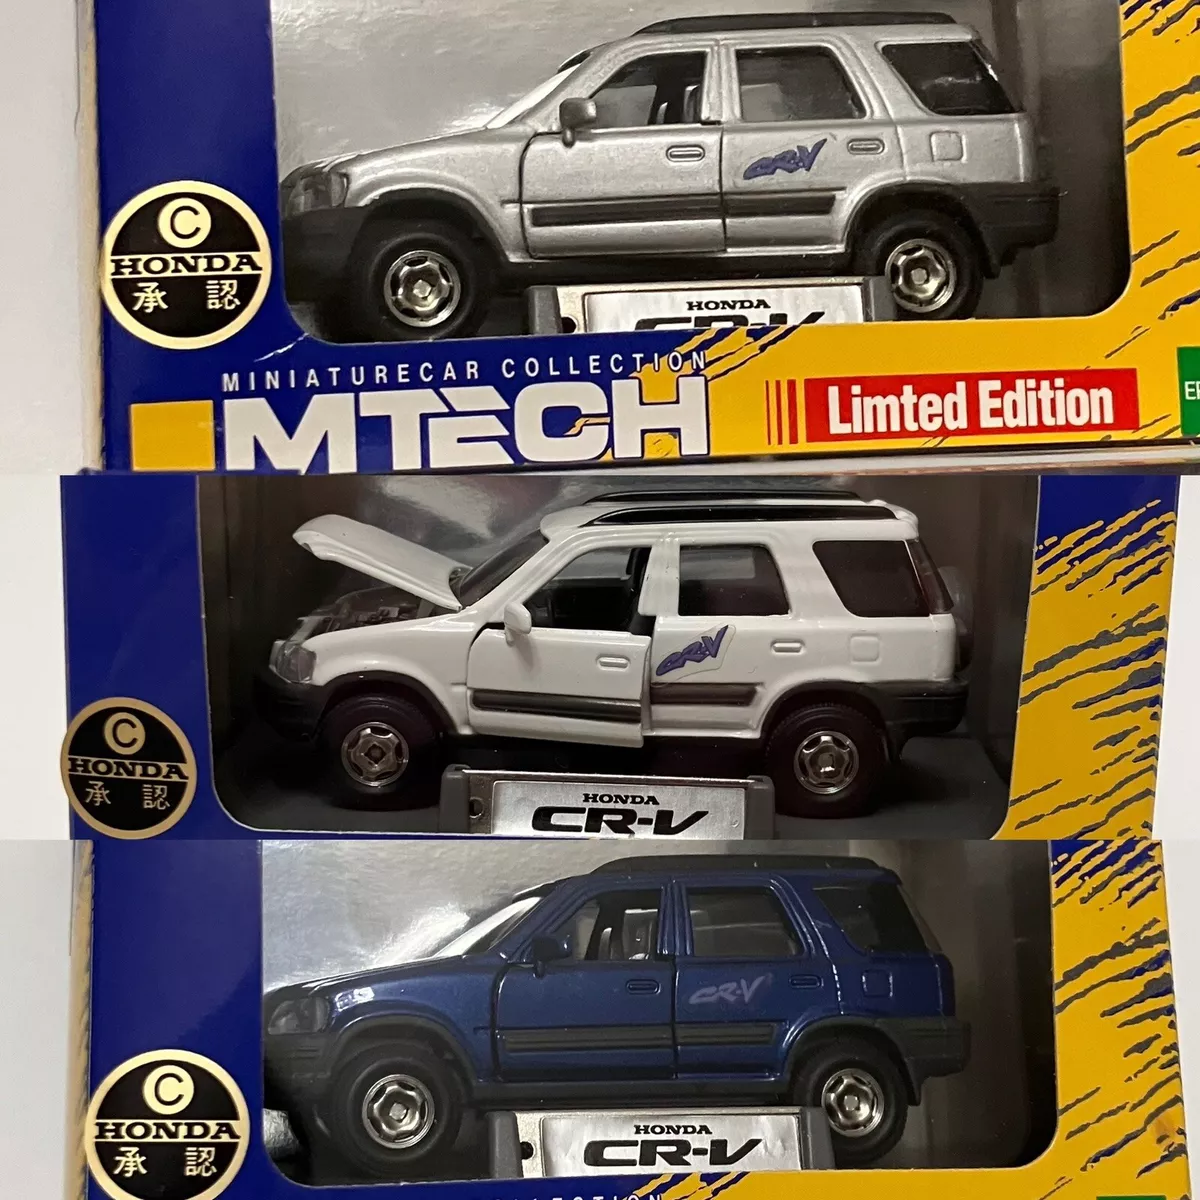 CR-V
C
HONDA
承認
HONDA
CR-V
MINIATURECAR COLLECTION
MTECH
Limted Edition
CR-V
C
HONDA
承認
HONDA
CR-V
CR-V
C
HONDA
承認
HONDA
CR-V